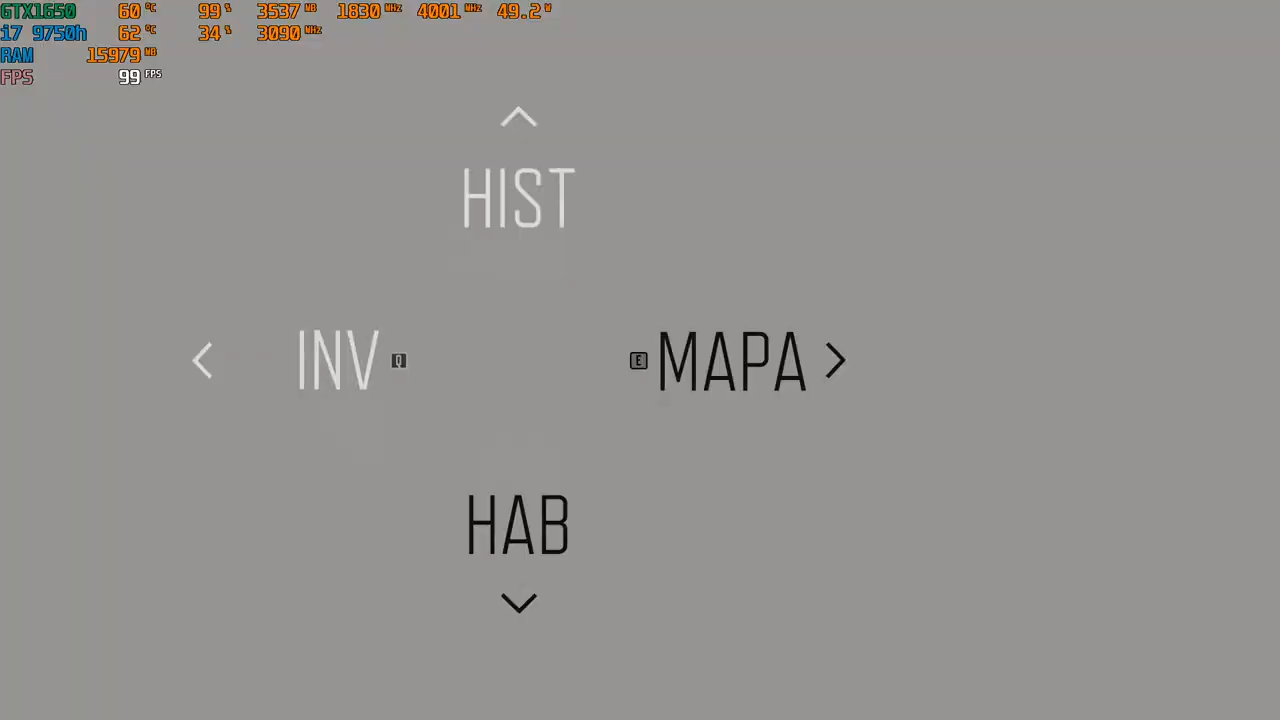 GTX1650 60 °C 99 % 3537 MB 1830 MHz 4001 MHz 49.2 W
i7 9750h 62 °C 34 % 3090 MHz
RAM 15979 MB
FPS 99 FPS
HIST
INV Q E MAPA
HAB